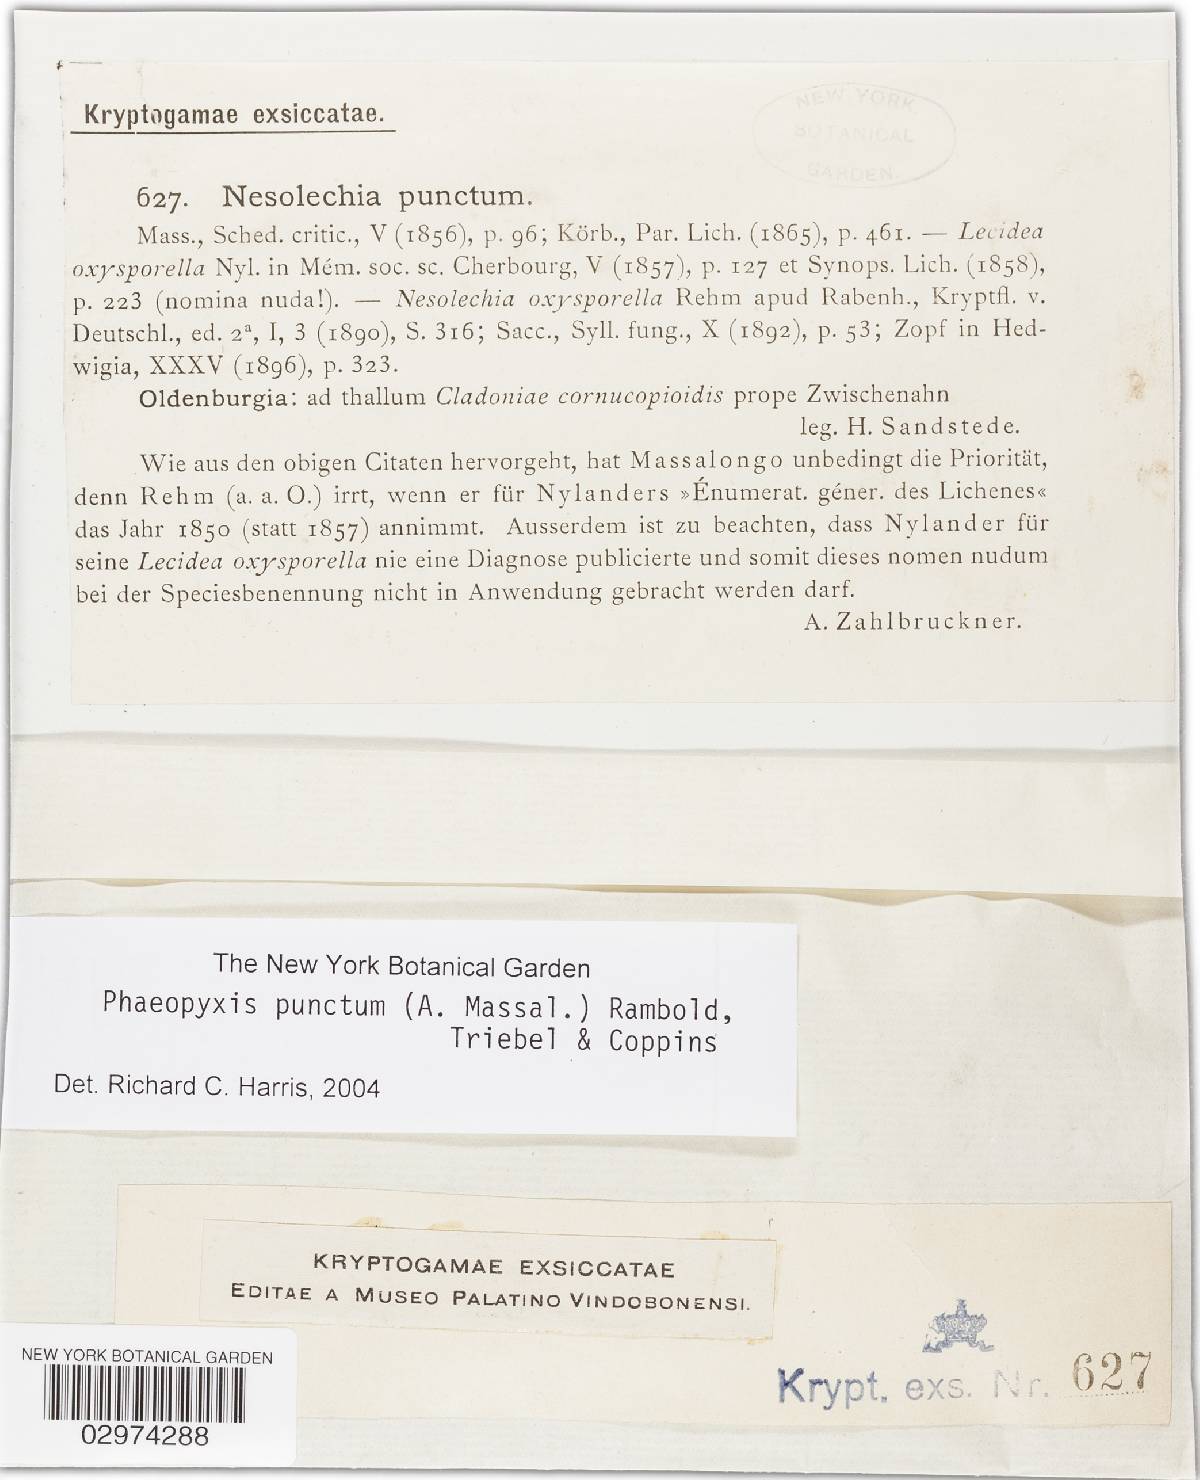 Kryptogamae exsiccatae.
NEW YORK
BOTANICAL
GARDEN.
627. Nesolechia punctum.
Mass., Sched. critic., V (1856), p. 96; Körb., Par. Lich. (1865), p. 461. — Lecidea
oxysporella Nyl. in Mém. soc. sc. Cherbourg, V (1857), p. 127 et Synops. Lich. (1858),
p. 223 (nomina nuda!). — Nesolechia oxysporella Rehm apud Rabenh., Kryptfl. v.
Deutschl., ed. 2ª, I, 3 (1890), S. 316; Sacc., Syll. fung., X (1892), p. 53; Zopf in Hed-
wigia, XXXV (1896), p. 323.
Oldenburgia: ad thallum Cladoniae cornucopioidis prope Zwischenahn
leg. H. Sandstede.
Wie aus den obigen Citaten hervorgeht, hat Massalongo unbedingt die Priorität,
denn Rehm (a. a. O.) irrt, wenn er für Nylanders »Énumerat. géner. des Lichenes«
das Jahr 1850 (statt 1857) annimmt. Ausserdem ist zu beachten, dass Nylander für
seine Lecidea oxysporella nie eine Diagnose publicierte und somit dieses nomen nudum
bei der Speciesbenennung nicht in Anwendung gebracht werden darf.
A. Zahlbruckner.
The New York Botanical Garden
Phaeopyxis punctum (A. Massal.) Rambold,
Triebel & Coppins
Det. Richard C. Harris, 2004
KRYPTOGAMAE EXSICCATAE
EDITAE A MUSEO PALATINO VINDOBONENSI.
Krypt. exs. Nr. 627
NEW YORK BOTANICAL GARDEN
02974288